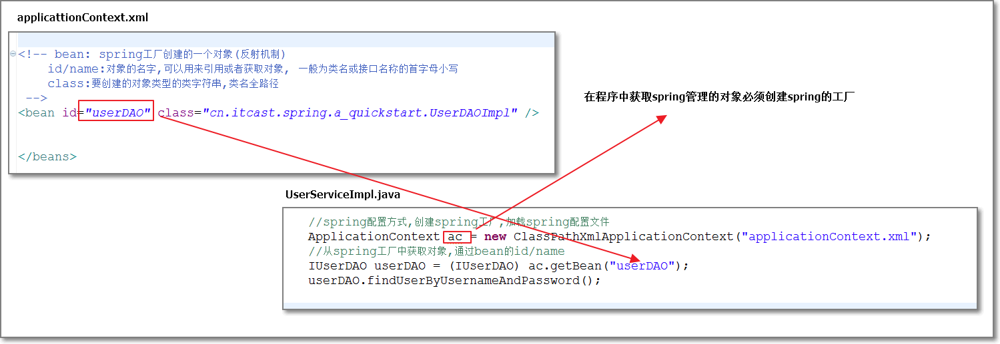 applicattionContext.xml
<!-- bean: spring工厂创建的一个对象(反射机制)
id/name:对象的名字,可以用来引用或者获取对象, 一般为类名或接口名称的首字母小写
class:要创建的对象类型的类字符串,类名全路径
-->
<bean id="userDAO" class="cn.itcast.spring.a_quickstart.UserDAOImpl" />
</beans>
在程序中获取spring管理的对象必须创建spring的工厂
UserServiceImpl.java
//spring配置方式,创建spring工厂,加载spring配置文件
ApplicationContext ac = new ClassPathXmlApplicationContext("applicationContext.xml");
//从spring工厂中获取对象,通过bean的id/name
IUserDAO userDAO = (IUserDAO) ac.getBean("userDAO");
userDAO.findUserByUsernameAndPassword();